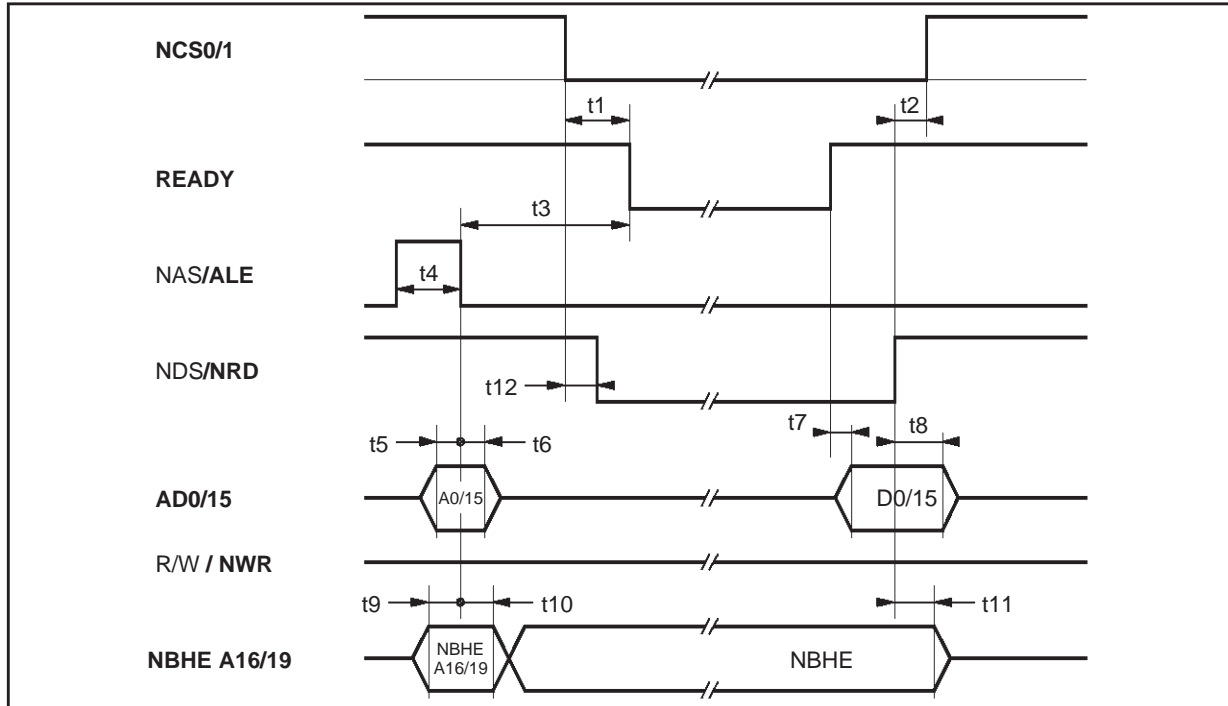 NCS0/1
t1
t2
READY
t3
NAS/ALE
t4
NDS/NRD
t12
t7
t8
t5
t6
AD0/15
A0/15
D0/15
R/W / NWR
t9
t10
t11
NBHE A16/19
NBHE
A16/19
NBHE